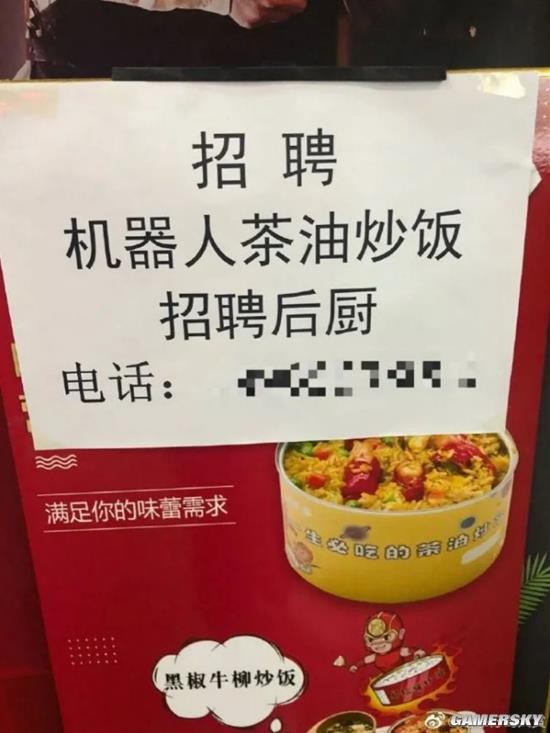 招聘
机器人茶油炒饭
招聘后厨
电话：
满足你的味蕾需求
生必吃的茶油炒
黑椒牛柳炒饭
GAMERSKY